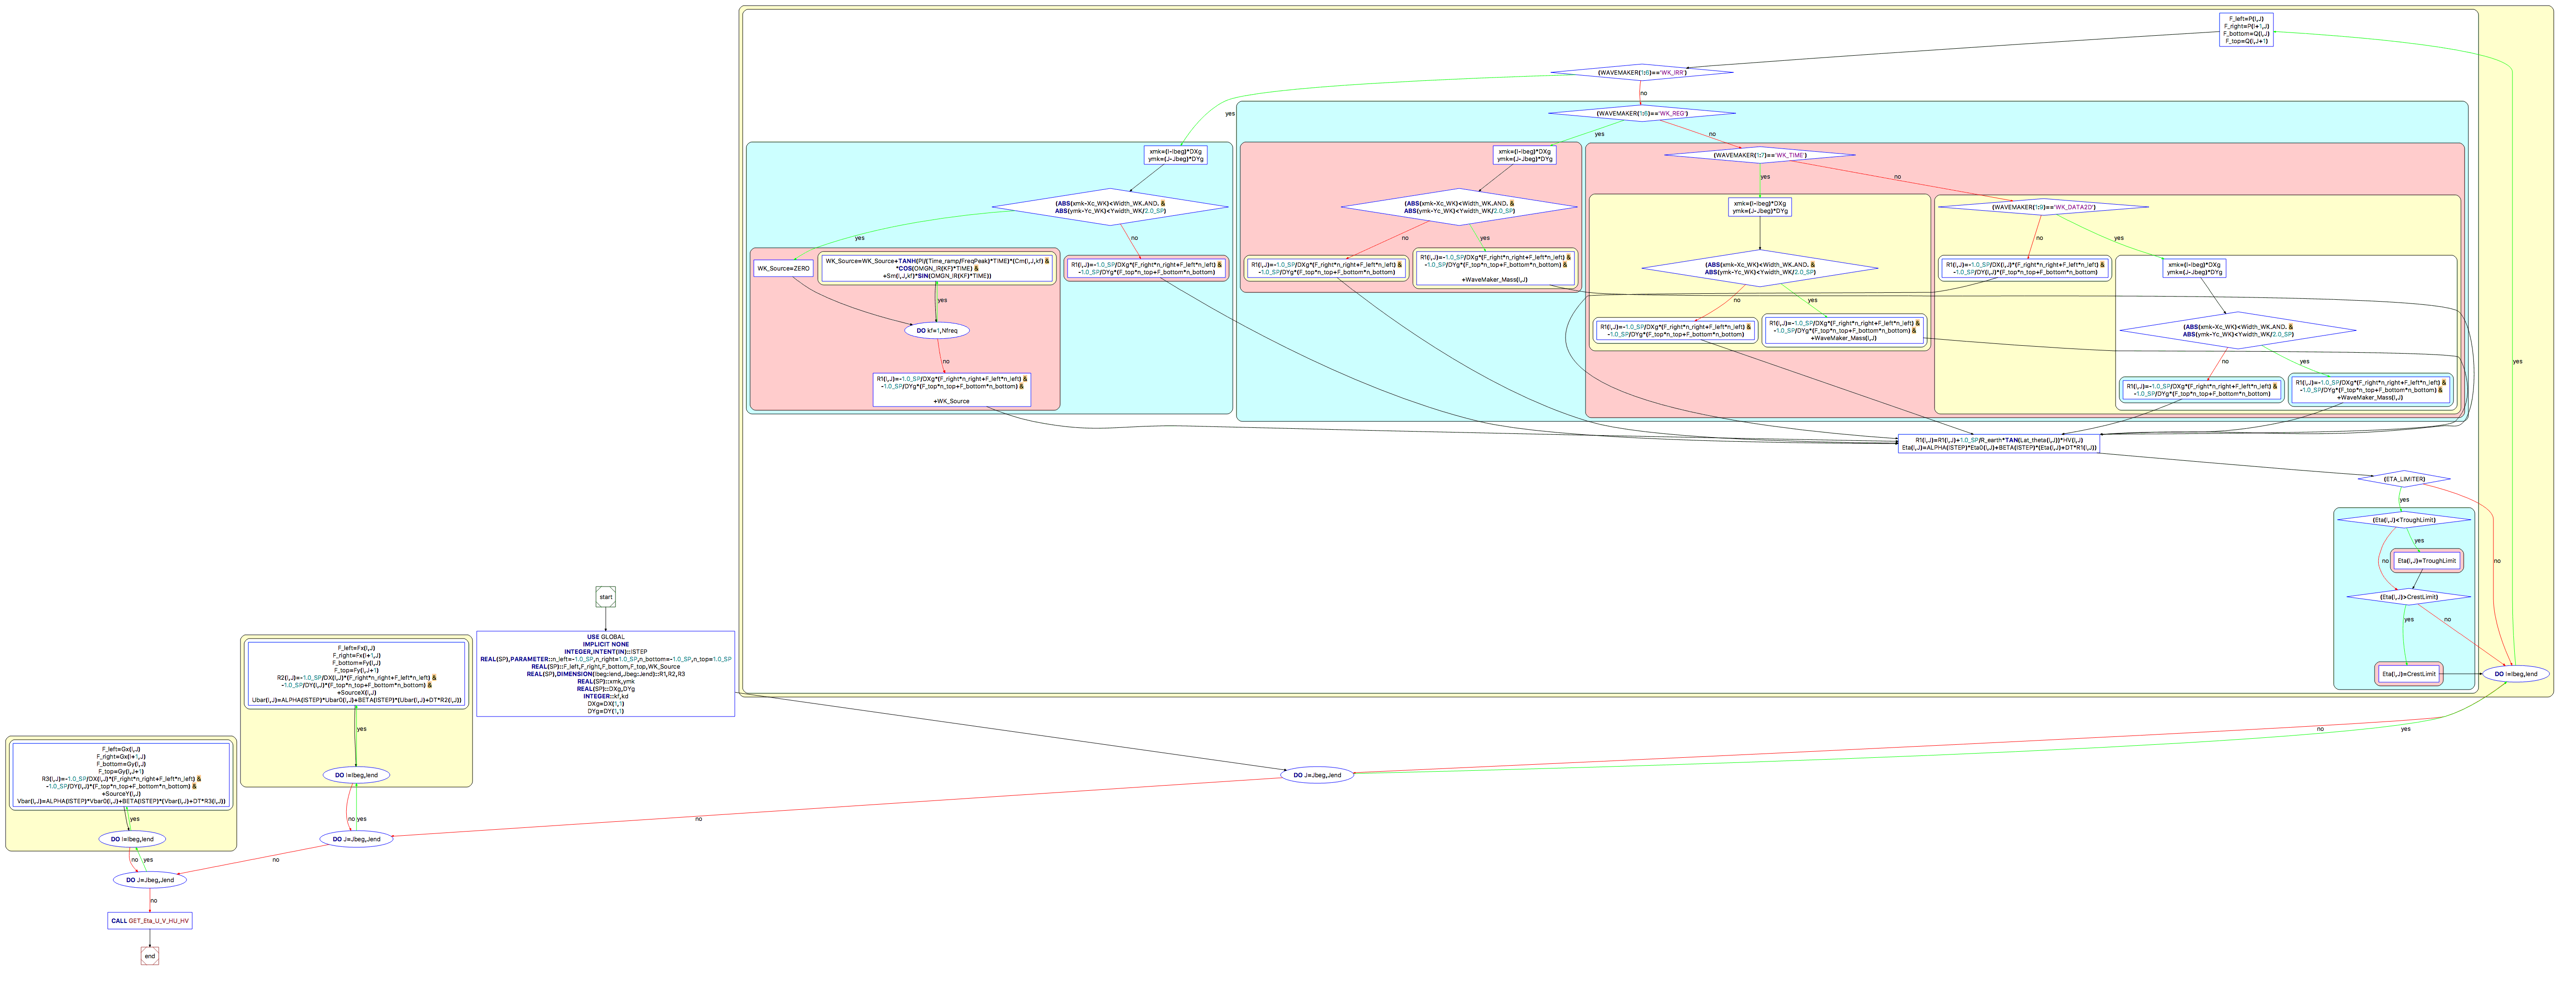 F_left=P(I,J)
F_right=P(I+1,J)
F_bottom=Q(I,J)
F_top=Q(I,J+1)
(WAVEMAKER(1:6)=='WK_IRR')
no
yes
(WAVEMAKER(1:6)=='WK_REG')
yes
no
xmk=(I-Ibeg)*DXg
ymk=(J-Jbeg)*DYg
(ABS(xmk-Xc_WK)<Width_WK.AND. &
ABS(ymk-Yc_WK)<Ywidth_WK/2.0_SP)
yes
no
WK_Source=ZERO
WK_Source=WK_Source+TANH(PI/(Time_ramp/FreqPeak)*TIME)*(Cm(I,J,kf) &
*COS(OMGN_IR(KF)*TIME) &
+Sm(I,J,kf)*SIN(OMGN_IR(KF)*TIME))
yes
DO kf=1,Nfreq
no
R1(I,J)=-1.0_SP/DXg*(F_right*n_right+F_left*n_left) &
-1.0_SP/DYg*(F_top*n_top+F_bottom*n_bottom) &
+WK_Source
R1(I,J)=-1.0_SP/DXg*(F_right*n_right+F_left*n_left) &
-1.0_SP/DYg*(F_top*n_top+F_bottom*n_bottom)
xmk=(I-Ibeg)*DXg
ymk=(J-Jbeg)*DYg
(ABS(xmk-Xc_WK)<Width_WK.AND. &
ABS(ymk-Yc_WK)<Ywidth_WK/2.0_SP)
no
yes
R1(I,J)=-1.0_SP/DXg*(F_right*n_right+F_left*n_left) &
-1.0_SP/DYg*(F_top*n_top+F_bottom*n_bottom)
R1(I,J)=-1.0_SP/DXg*(F_right*n_right+F_left*n_left) &
-1.0_SP/DYg*(F_top*n_top+F_bottom*n_bottom) &
+WaveMaker_Mass(I,J)
(WAVEMAKER(1:7)=='WK_TIME')
yes
no
xmk=(I-Ibeg)*DXg
ymk=(J-Jbeg)*DYg
(ABS(xmk-Xc_WK)<Width_WK.AND. &
ABS(ymk-Yc_WK)<Ywidth_WK/2.0_SP)
no
yes
R1(I,J)=-1.0_SP/DXg*(F_right*n_right+F_left*n_left) &
-1.0_SP/DYg*(F_top*n_top+F_bottom*n_bottom)
R1(I,J)=-1.0_SP/DXg*(F_right*n_right+F_left*n_left) &
-1.0_SP/DYg*(F_top*n_top+F_bottom*n_bottom) &
+WaveMaker_Mass(I,J)
(WAVEMAKER(1:9)=='WK_DATA2D')
no
yes
R1(I,J)=-1.0_SP/DX(I,J)*(F_right*n_right+F_left*n_left) &
-1.0_SP/DY(I,J)*(F_top*n_top+F_bottom*n_bottom)
xmk=(I-Ibeg)*DXg
ymk=(J-Jbeg)*DYg
(ABS(xmk-Xc_WK)<Width_WK.AND. &
ABS(ymk-Yc_WK)<Ywidth_WK/2.0_SP)
no
yes
R1(I,J)=-1.0_SP/DXg*(F_right*n_right+F_left*n_left) &
-1.0_SP/DYg*(F_top*n_top+F_bottom*n_bottom)
R1(I,J)=-1.0_SP/DXg*(F_right*n_right+F_left*n_left) &
-1.0_SP/DYg*(F_top*n_top+F_bottom*n_bottom) &
+WaveMaker_Mass(I,J)
yes
R1(I,J)=R1(I,J)+1.0_SP/R_earth*TAN(Lat_theta(I,J))*HV(I,J)
Eta(I,J)=ALPHA(ISTEP)*Eta0(I,J)+BETA(ISTEP)*(Eta(I,J)+DT*R1(I,J))
(ETA_LIMITER)
yes
no
(Eta(I,J)<TroughLimit)
yes
no
Eta(I,J)=TroughLimit
(Eta(I,J)>CrestLimit)
yes
no
Eta(I,J)=CrestLimit
DO I=Ibeg,Iend
no
yes
start
USE GLOBAL
IMPLICIT NONE
INTEGER,INTENT(IN)::ISTEP
REAL(SP),PARAMETER::n_left=-1.0_SP,n_right=1.0_SP,n_bottom=-1.0_SP,n_top=1.0_SP
REAL(SP)::F_left,F_right,F_bottom,F_top,WK_Source
REAL(SP),DIMENSION(Ibeg:Iend,Jbeg:Jend)::R1,R2,R3
REAL(SP)::xmk,ymk
REAL(SP)::DXg,DYg
INTEGER::kf,kd
DXg=DX(1,1)
DYg=DY(1,1)
DO J=Jbeg,Jend
no
F_left=Fx(I,J)
F_right=Fx(I+1,J)
F_bottom=Fy(I,J)
F_top=Fy(I,J+1)
R2(I,J)=-1.0_SP/DX(I,J)*(F_right*n_right+F_left*n_left) &
-1.0_SP/DY(I,J)*(F_top*n_top+F_bottom*n_bottom) &
+SourceX(I,J)
Ubar(I,J)=ALPHA(ISTEP)*Ubar0(I,J)+BETA(ISTEP)*(Ubar(I,J)+DT*R2(I,J))
yes
DO I=Ibeg,Iend
no
yes
DO J=Jbeg,Jend
no
F_left=Gx(I,J)
F_right=Gx(I+1,J)
F_bottom=Gy(I,J)
F_top=Gy(I,J+1)
R3(I,J)=-1.0_SP/DX(I,J)*(F_right*n_right+F_left*n_left) &
-1.0_SP/DY(I,J)*(F_top*n_top+F_bottom*n_bottom) &
+SourceY(I,J)
Vbar(I,J)=ALPHA(ISTEP)*Vbar0(I,J)+BETA(ISTEP)*(Vbar(I,J)+DT*R3(I,J))
yes
DO I=Ibeg,Iend
no
yes
DO J=Jbeg,Jend
no
CALL GET_Eta_U_V_HU_HV
end